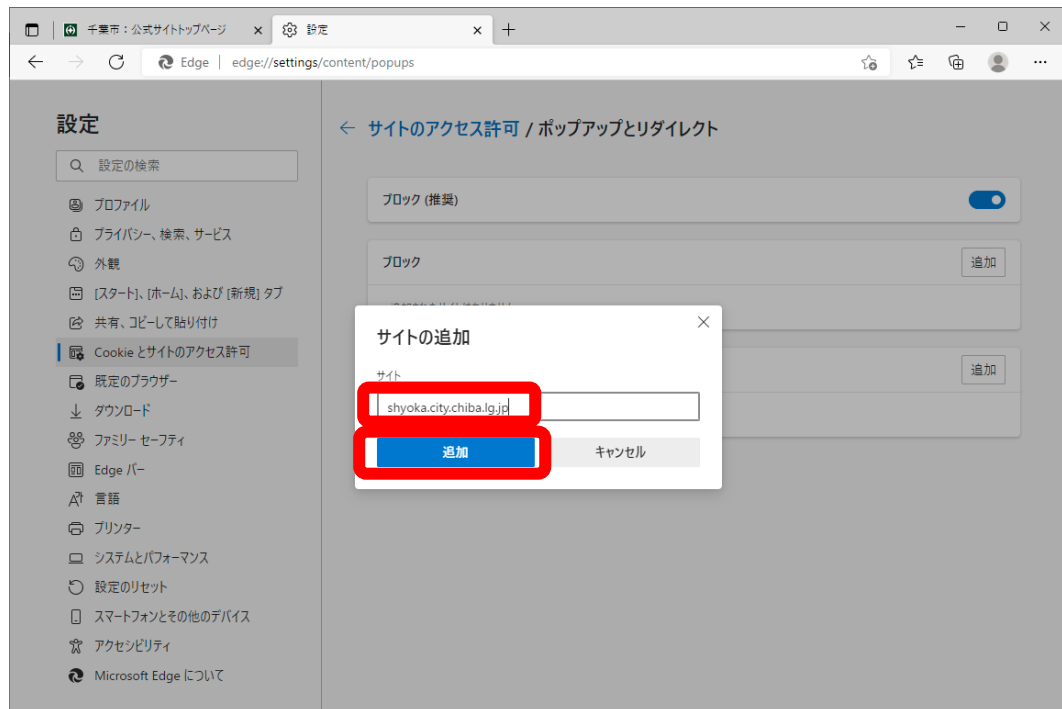 千葉市：公式サイトトップページ
設定
Edge
edge://settings/content/popups
設定
設定の検索
プロファイル
プライバシー、検索、サービス
外観
[スタート]、[ホーム]、および [新規] タブ
共有、コピーして貼り付け
Cookie とサイトのアクセス許可
既定のブラウザー
ダウンロード
ファミリー セーフティ
Edge バー
言語
プリンター
システムとパフォーマンス
設定のリセット
スマートフォンとその他のデバイス
アクセシビリティ
Microsoft Edge について
サイトのアクセス許可 / ポップアップとリダイレクト
ブロック (推奨)
ブロック
追加
サイトの追加
サイト
shyoka.city.chiba.lg.jp
追加
キャンセル
追加